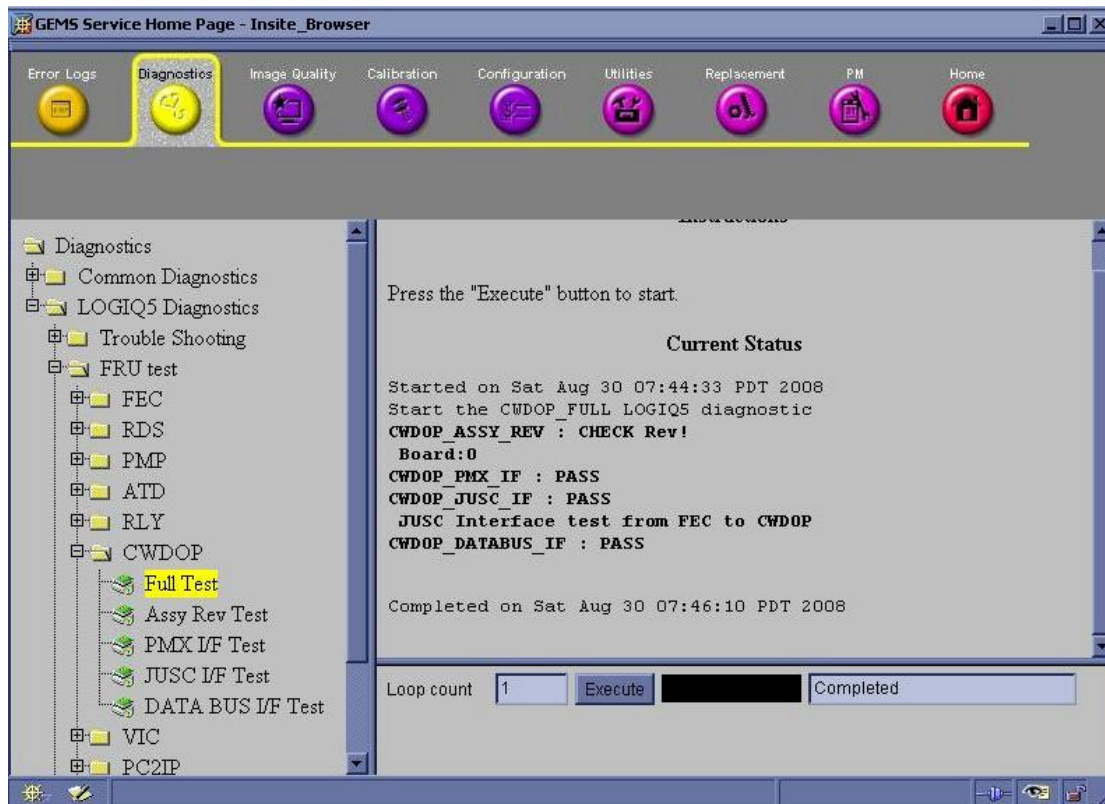 GEMS Service Home Page - Insite_Browser
Error Logs
Diagnostics
Image Quality
Calibration
Configuration
Utilities
Replacement
PM
Home
Diagnostics
Common Diagnostics
LOGIQ5 Diagnostics
Trouble Shooting
FRU test
FEC
RDS
PMP
ATD
RLY
CWDOP
Full Test
Assy Rev Test
PMX I/F Test
JUSC I/F Test
DATA BUS I/F Test
VIC
PC2IP
Instructions
Press the "Execute" button to start.
Current Status
Started on Sat Aug 30 07:44:33 PDT 2008
Start the CWDOP_FULL LOGIQ5 diagnostic
CWDOP_ASSY_REV : CHECK Rev!
Board:0
CWDOP_PMX_IF : PASS
CWDOP_JUSC_IF : PASS
JUSC Interface test from FEC to CWDOP
CWDOP_DATABUS_IF : PASS
Completed on Sat Aug 30 07:46:10 PDT 2008
Loop count 1 Execute Completed